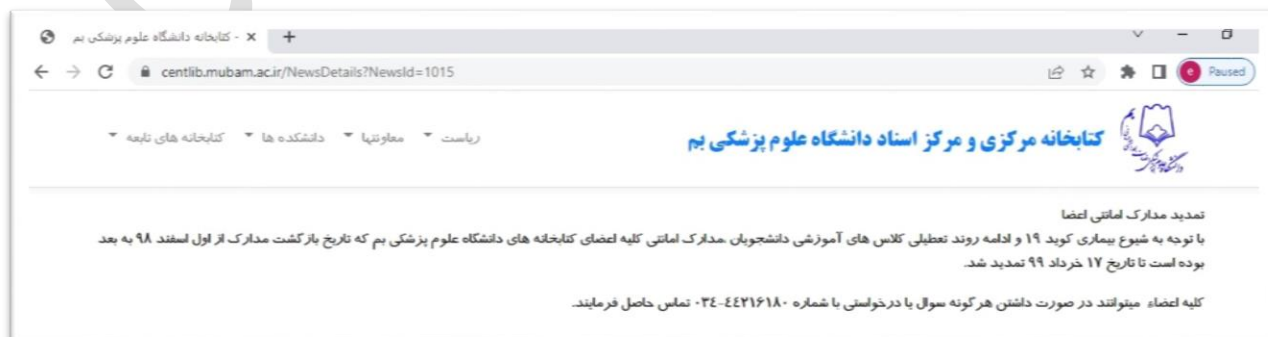 - کتابخانه دانشگاه علوم پزشکی بم
centlib.mubam.ac.ir/NewsDetails?NewsId=1015
Paused
کتابخانه مرکزی و مرکز اسناد دانشگاه علوم پزشکی بم
ریاست معاونتها دانشکده ها کتابخانه های تابعه
تمدید مدارک امانتی اعضا
با توجه به شیوع بیماری کوید ۱۹ و ادامه روند تعطیلی کلاس های آموزشی دانشجویان ،مدارک امانتی کلیه اعضای کتابخانه های دانشگاه علوم پزشکی بم که تاریخ بازگشت مدارک از اول اسفند ۹۸ به بعد
بوده است تا تاریخ ۱۷ خرداد ۹۹ تمدید شد.
کلیه اعضاء میتوانند در صورت داشتن هر گونه سوال یا درخواستی با شماره ۰۳٤-٤٤۲۱۶۱۸۰ تماس حاصل فرمایند.